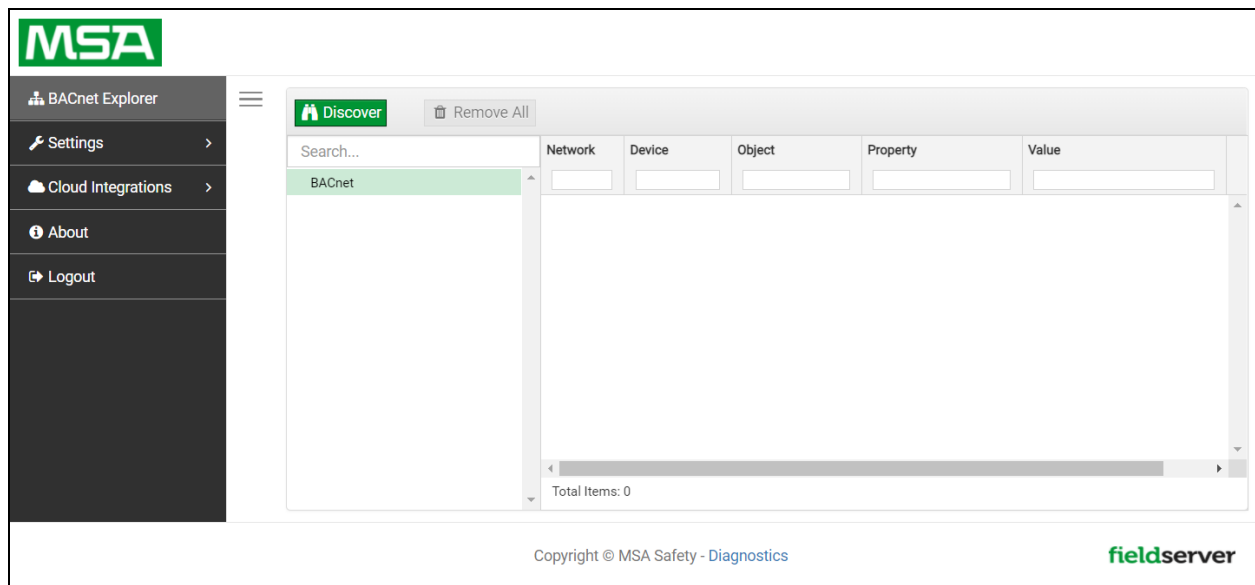 MSA
BACnet Explorer
Settings
Cloud Integrations
About
Logout
Discover
Remove All
Search...
BACnet
Network Device Object Property Value
Total Items: 0
Copyright © MSA Safety - Diagnostics
fieldserver